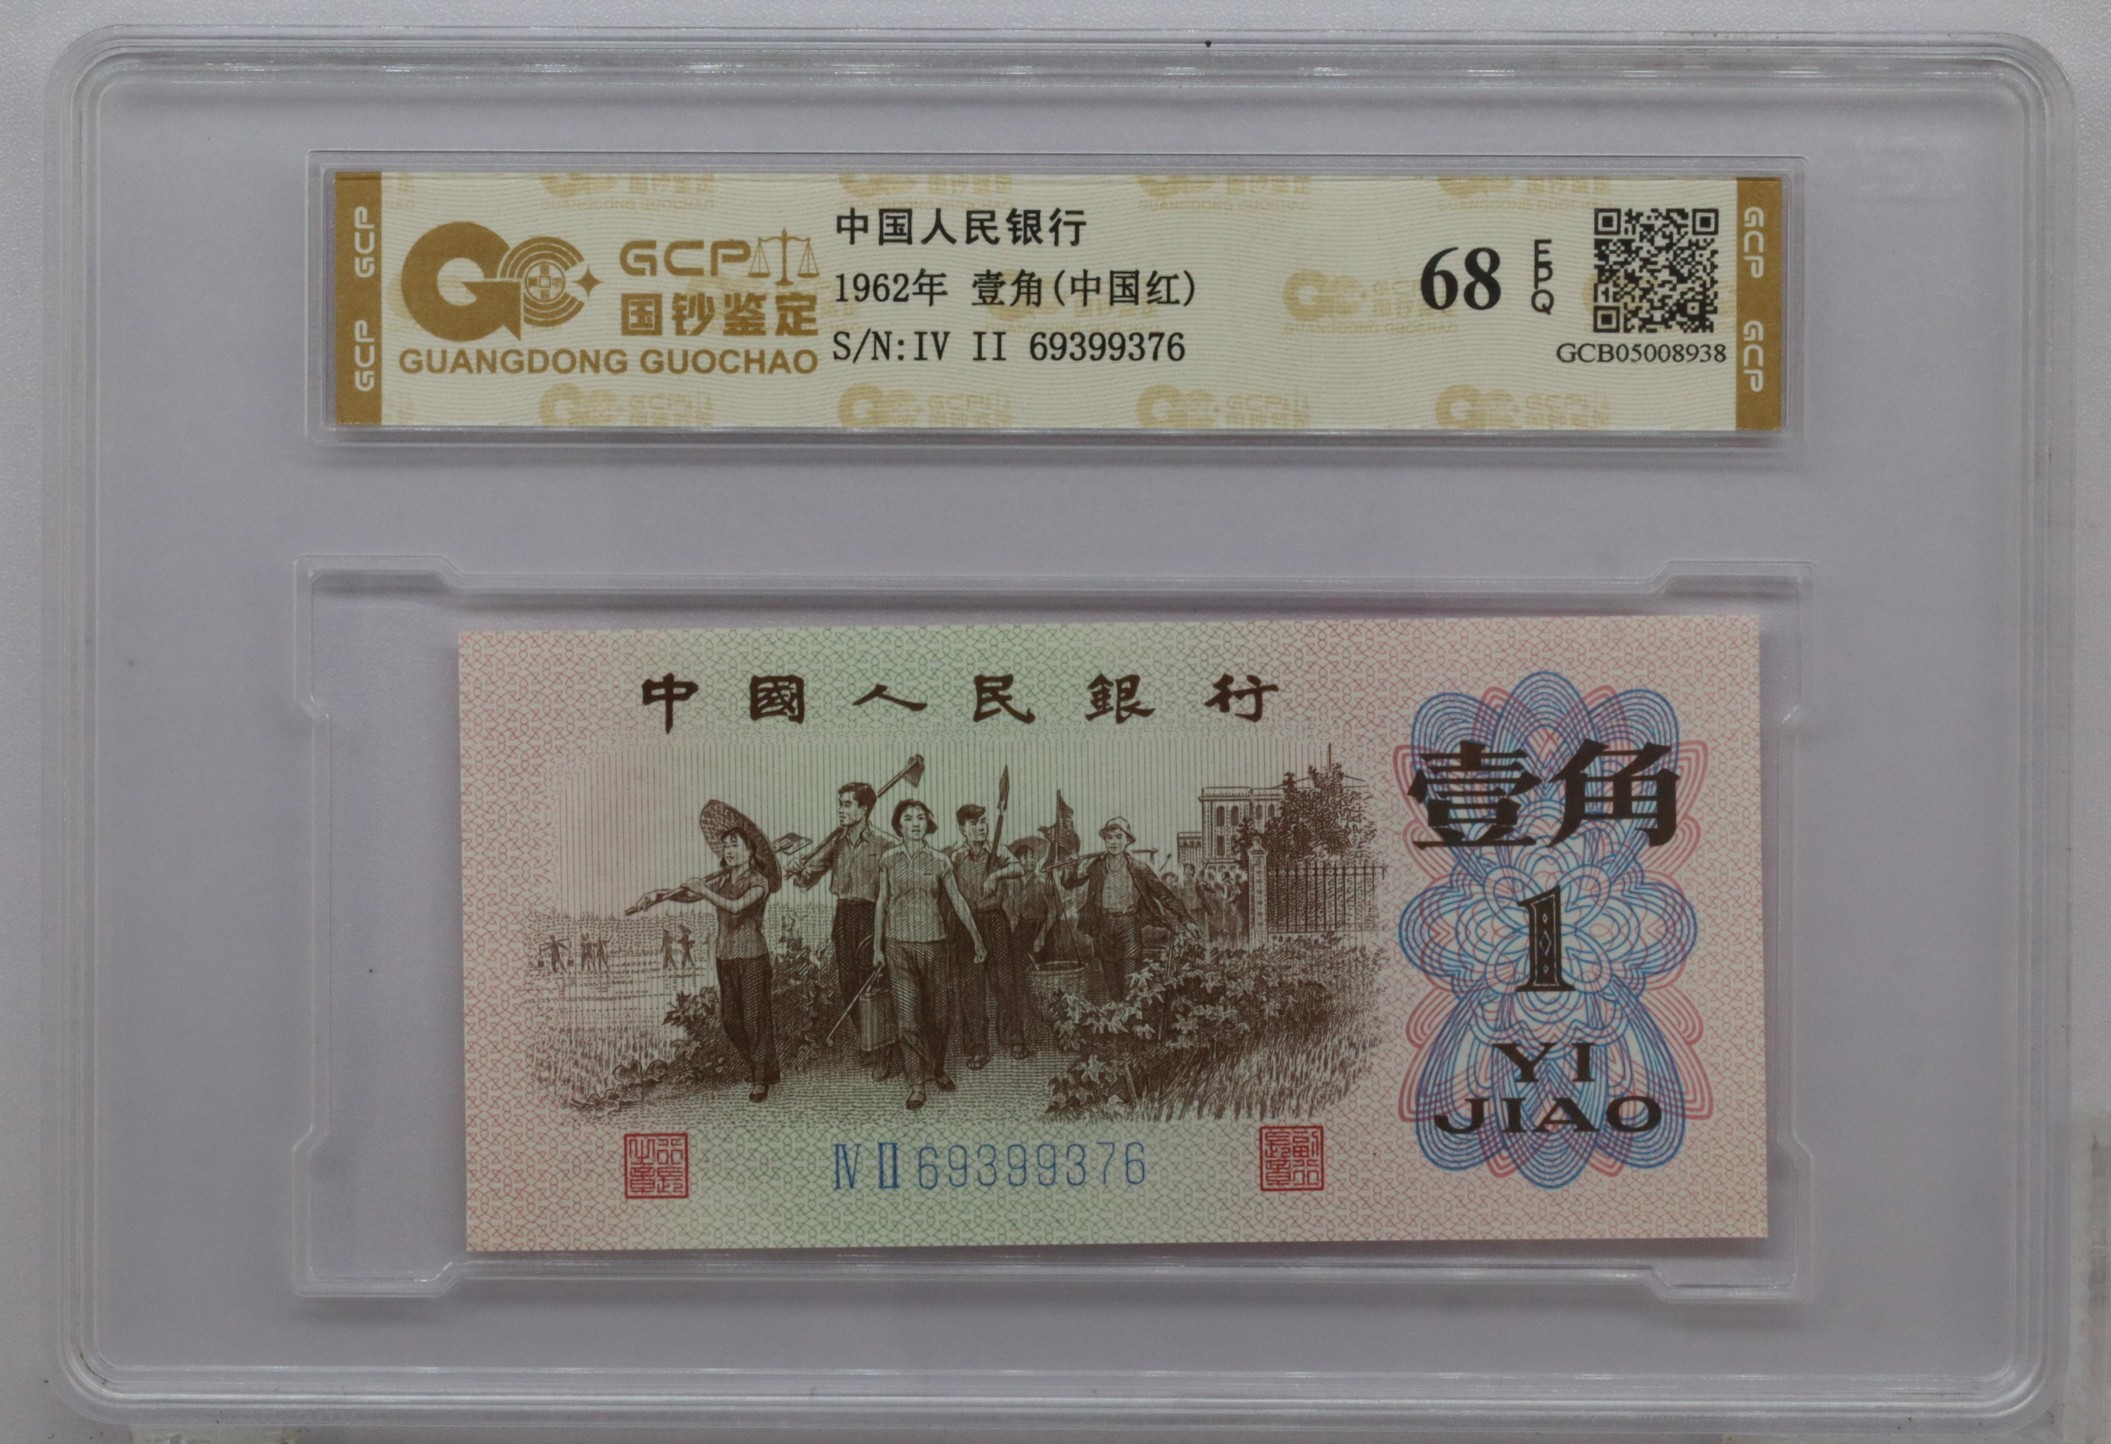 GCP GCP
GCP
国钞鉴定
GUANGDONG GUOCHAO
中国人民银行
1962年 壹角(中国红)
S/N:IV II 69399376
68
EPQ
GCB05008938
GCP GCP
中國人民銀行
壹角
1
YI
JIAO
ⅣⅡ69399376